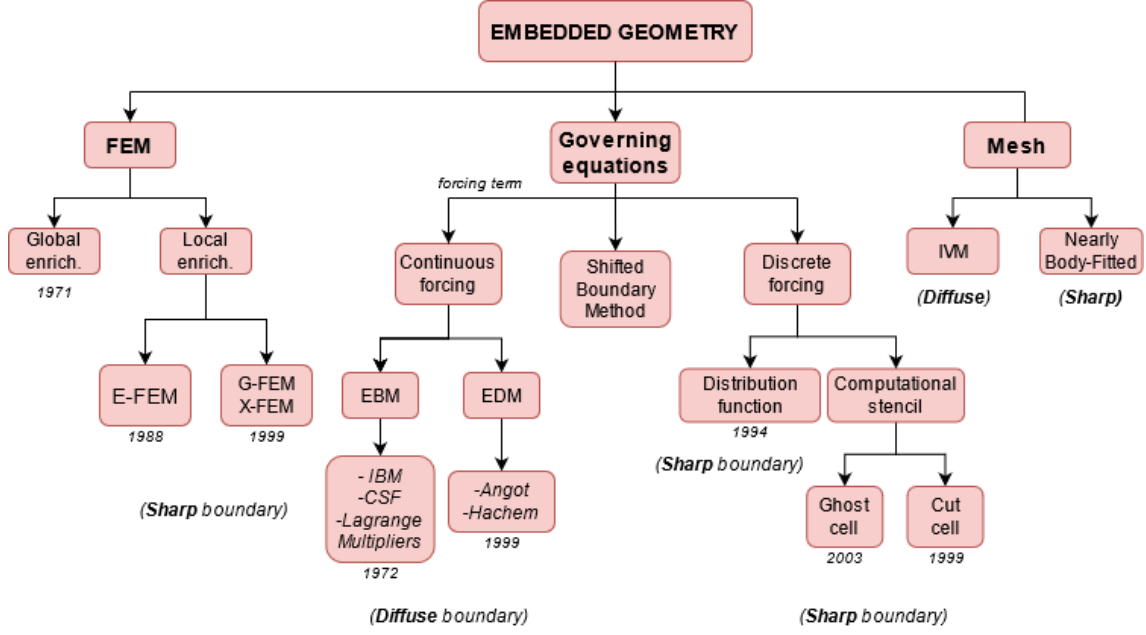 EMBEDDED GEOMETRY
FEM
Governing
equations
Mesh
forcing term
Global
enrich.
1971
Local
enrich.
Continuous
forcing
Shifted
Boundary
Method
Discrete
forcing
IVM
(Diffuse)
Nearly
Body-Fitted
(Sharp)
E-FEM
1988
G-FEM
X-FEM
1999
(Sharp boundary)
EBM
EDM
- IBM
-CSF
-Lagrange
Multipliers
1972
-Angot
-Hachem
1999
(Diffuse boundary)
Distribution
function
1994
(Sharp boundary)
Computational
stencil
Ghost
cell
2003
Cut
cell
1999
(Sharp boundary)